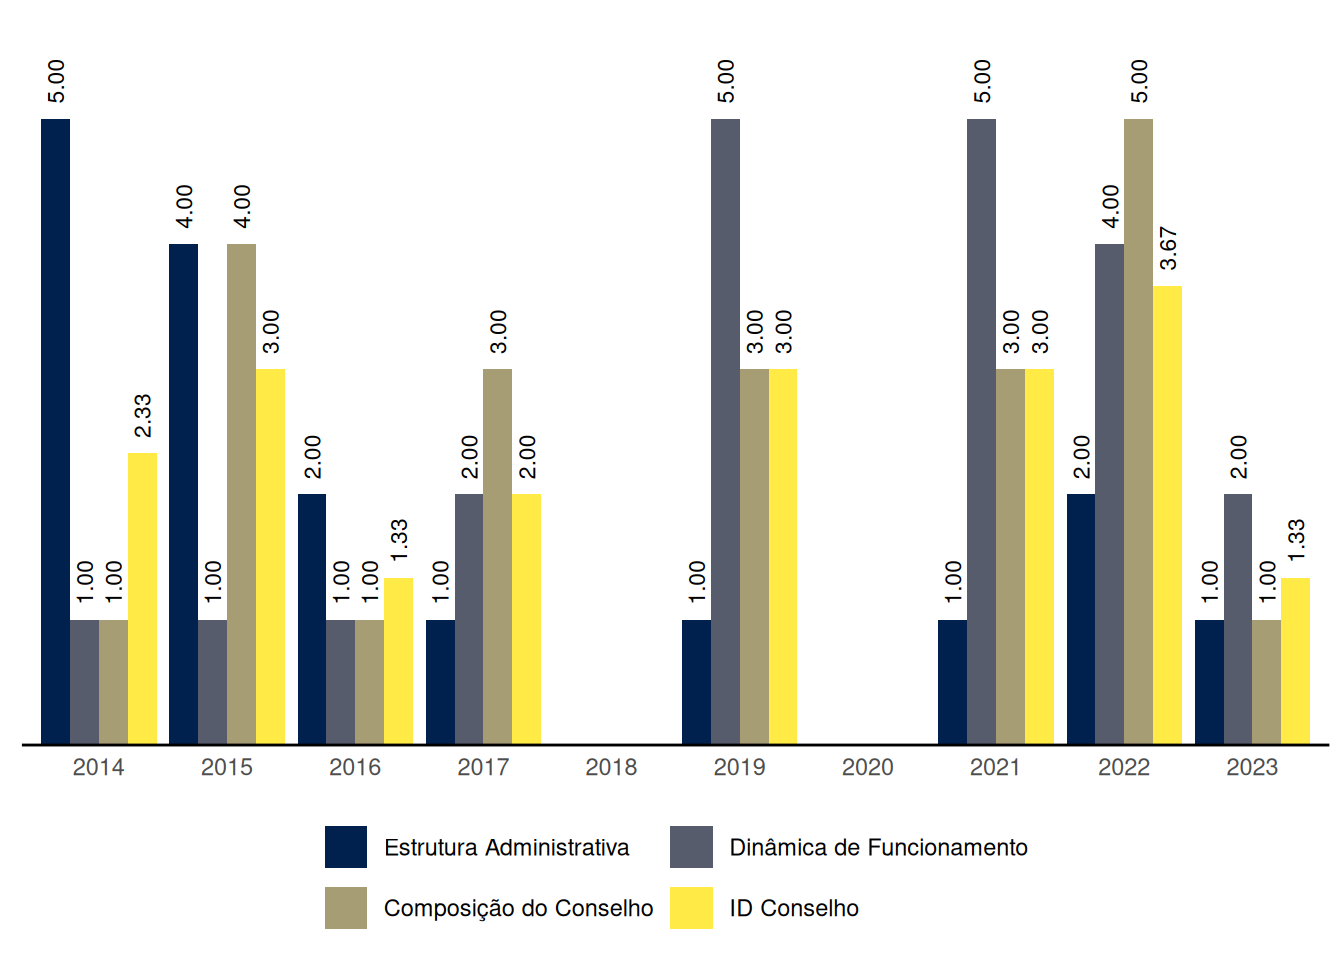 5.00 1.00 1.00 2.33 4.00 1.00 4.00 3.00 2.00 1.00 1.00 1.33 1.00 2.00 3.00 2.00 1.00 5.00 3.00 3.00 1.00 5.00 3.00 3.00 2.00 4.00 5.00 3.67 1.00 2.00 1.00 1.33
2014 2015 2016 2017 2018 2019 2020 2021 2022 2023
Estrutura Administrativa Dinâmica de Funcionamento
Composição do Conselho ID Conselho